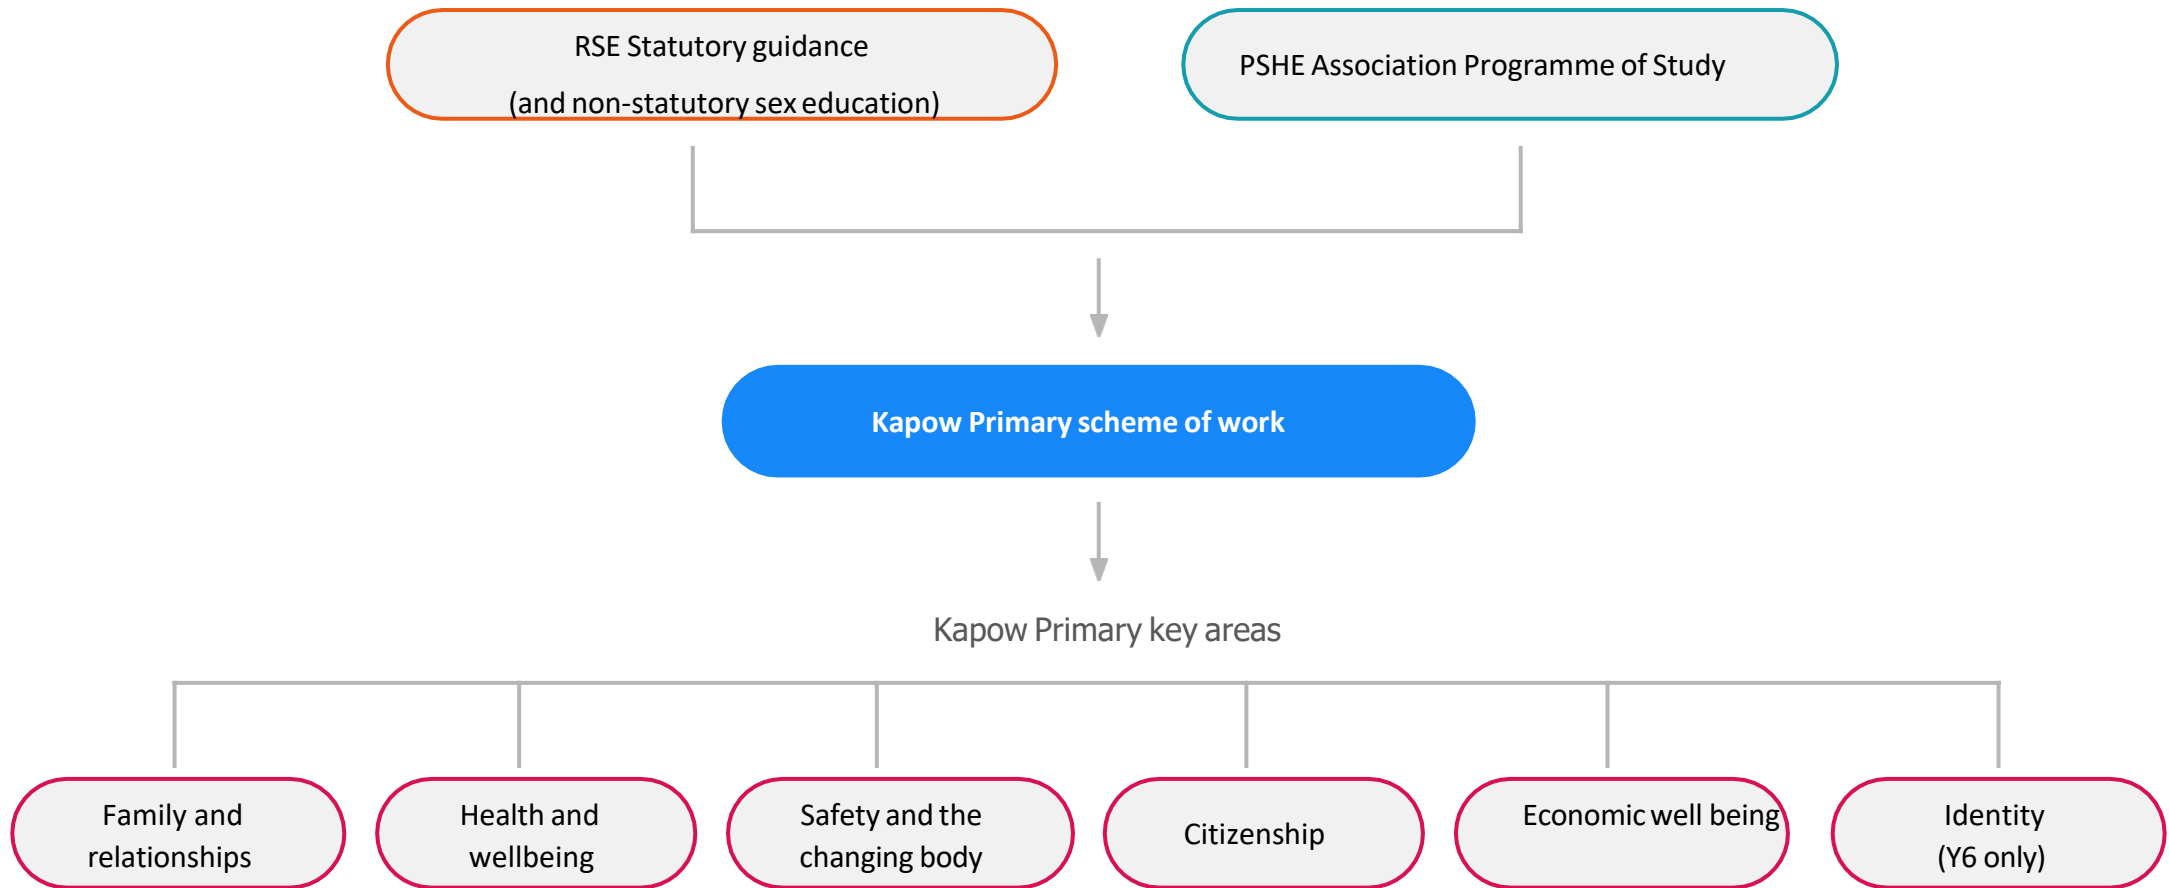 RSE Statutory guidance
(and non-statutory sex education)
PSHE Association Programme of Study
Kapow Primary scheme of work
Kapow Primary key areas
Family and
relationships
Health and
wellbeing
Safety and the
changing body
Citizenship
Economic well being
Identity
(Y6 only)